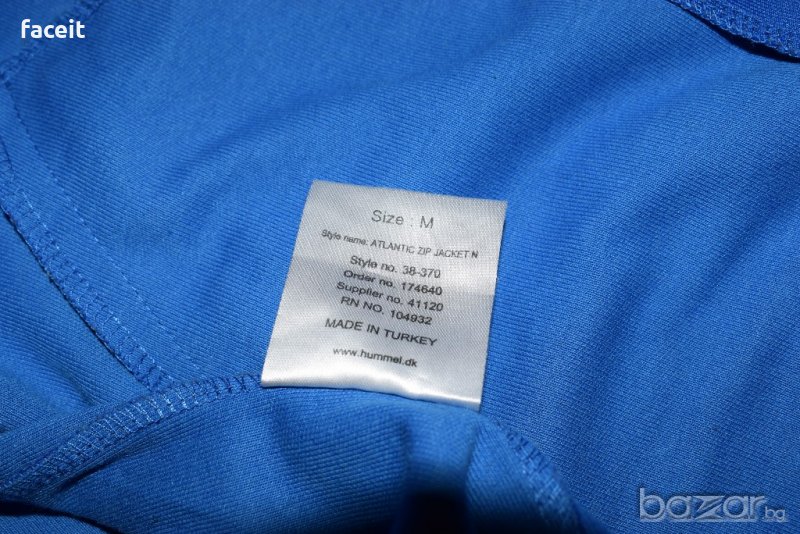 faceit
Size : M
Style name: ATLANTIC ZIP JACKET N
Style no. 38-370
Order no. 174640
Supplier no. 41120
RN NO. 104932
MADE IN TURKEY
www.hummel.dk
bazar.bg